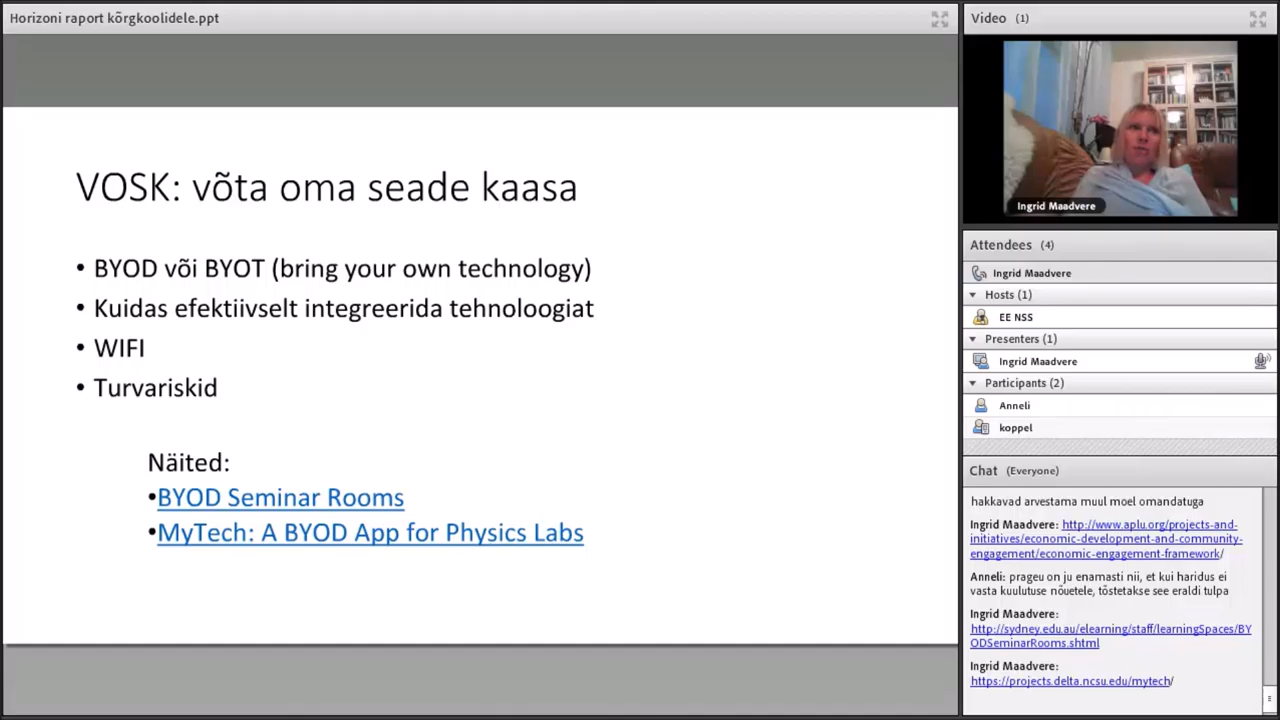 Horizoni raport kõrgkoolidele.ppt
VOSK: võta oma seade kaasa
• BYOD või BYOT (bring your own technology)
• Kuidas efektiivselt integreerida tehnoloogiat
• WIFI
• Turvariskid
Näited:
•BYOD Seminar Rooms
•MyTech: A BYOD App for Physics Labs
Video (1)
Ingrid Maadvere
Attendees (4)
Ingrid Maadvere
Hosts (1)
EE NSS
Presenters (1)
Ingrid Maadvere
Participants (2)
Anneli
koppel
Chat (Everyone)
hakkavad arvestama muul moel omandatuga
Ingrid Maadvere: http://www.aplu.org/projects-and-
initiatives/economic-development-and-community-
engagement/economic-engagement-framework/
Anneli: prageu on ju enamasti nii, et kui haridus ei
vasta kuulutuse nõuetele, tõstetakse see eraldi tulpa
Ingrid Maadvere:
http://sydney.edu.au/elearning/staff/learningSpaces/BY
ODSeminarRooms.shtml
Ingrid Maadvere:
https://projects.delta.ncsu.edu/mytech/